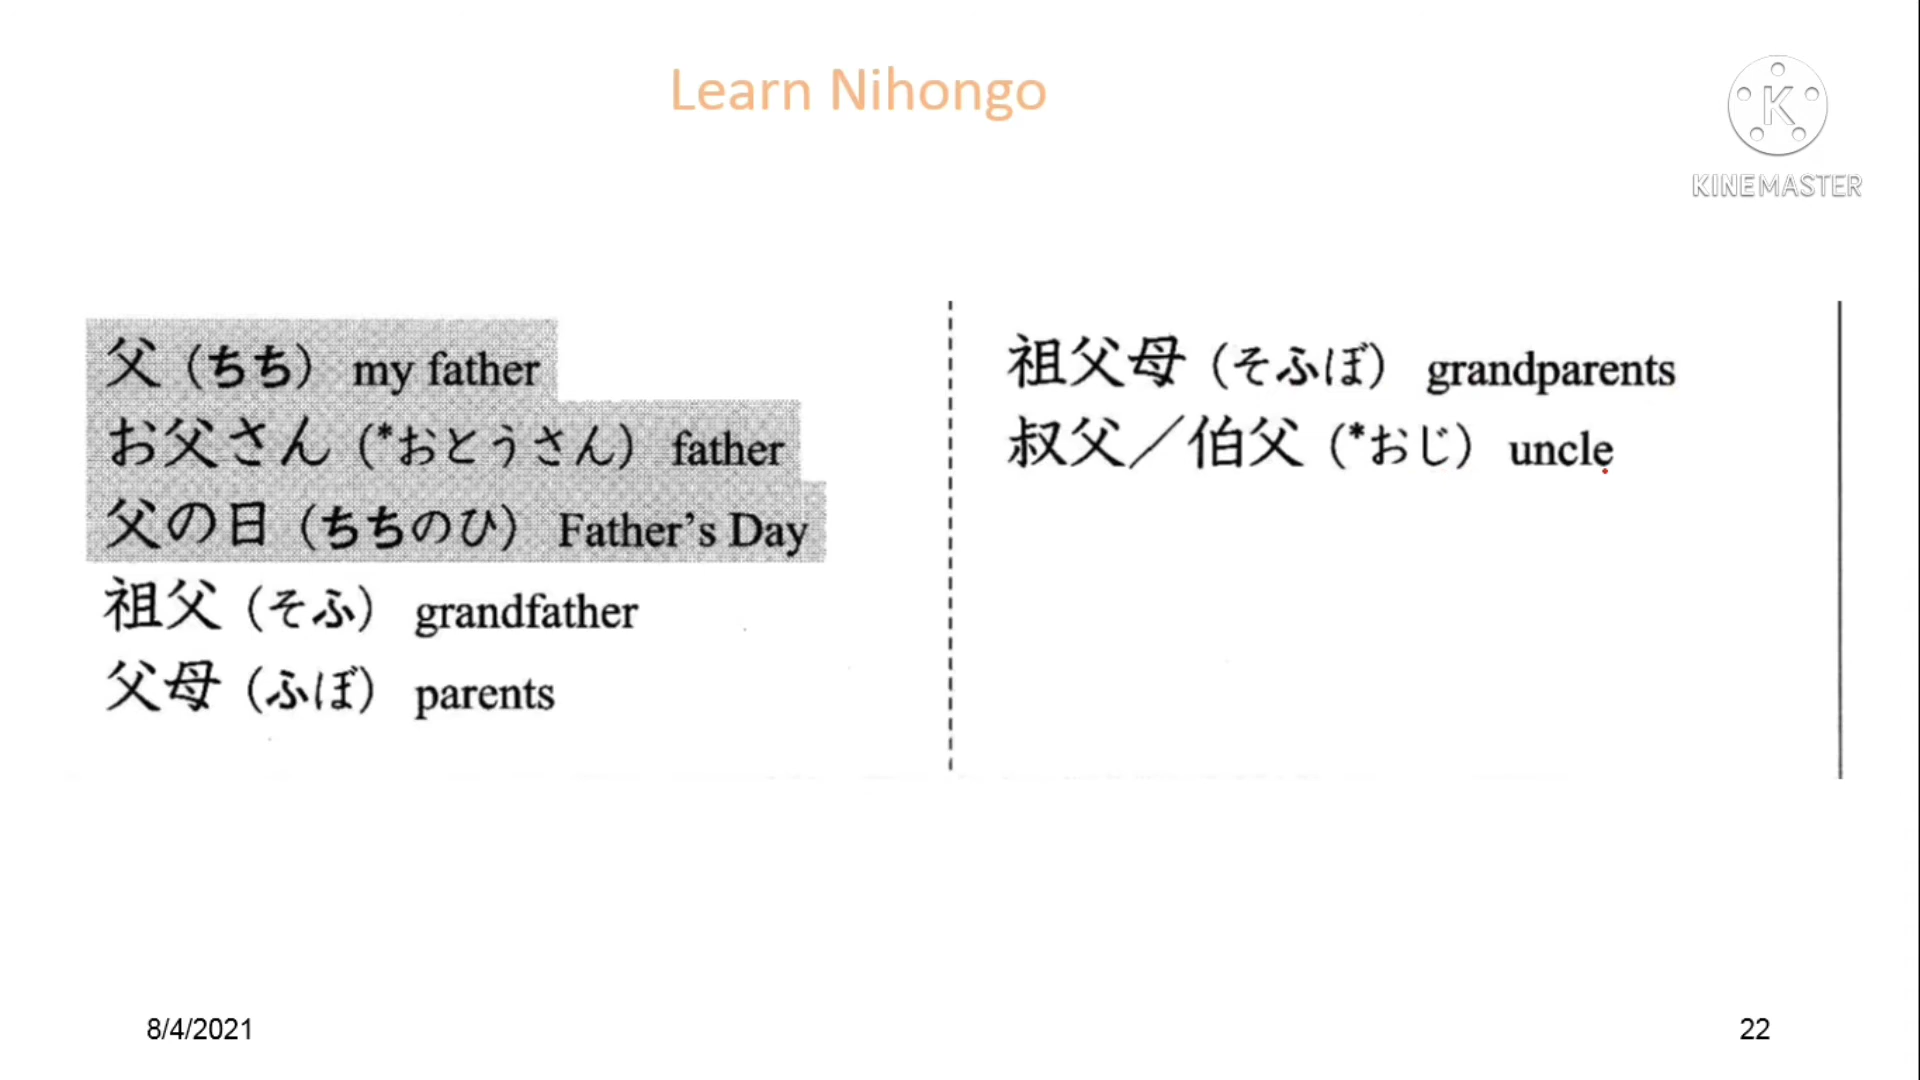 Learn Nihongo
K
KINEMASTER
父（ちち） my father
お父さん（*おとうさん） father
父の日（ちちのひ） Father's Day
祖父（そふ） grandfather
父母（ふぼ） parents
祖父母（そふぼ） grandparents
叔父／伯父（*おじ） uncle
8/4/2021
22